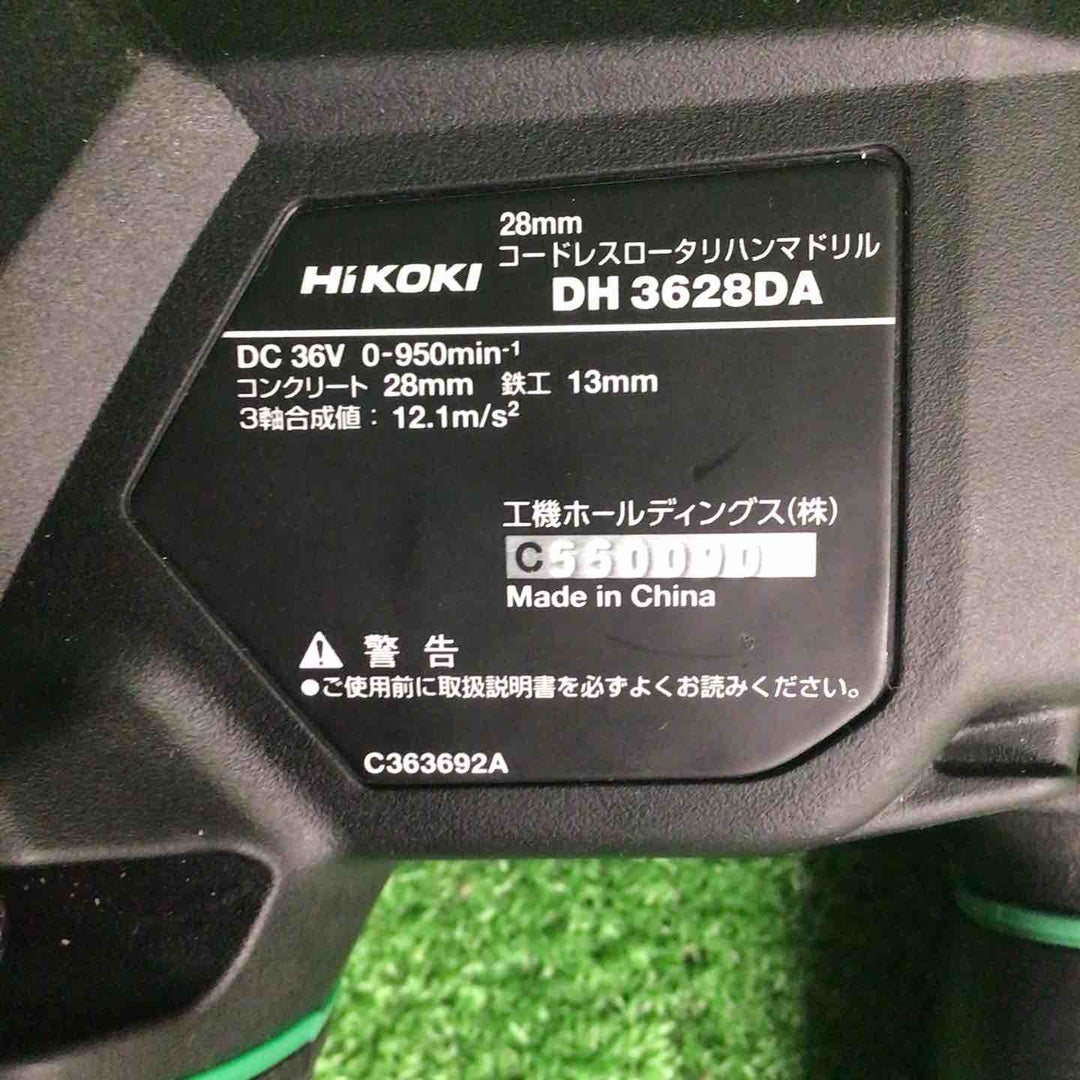 28mm
コードレスロータリハンマドリル
HiKOKI DH 3628DA
DC 36V 0-950min-1
コンクリート 28mm 鉄工 13mm
3軸合成値：12.1m/s2
工機ホールディングス(株)
C550090
Made in China
警 告
●ご使用前に取扱説明書を必ずよくお読みください。
C363692A